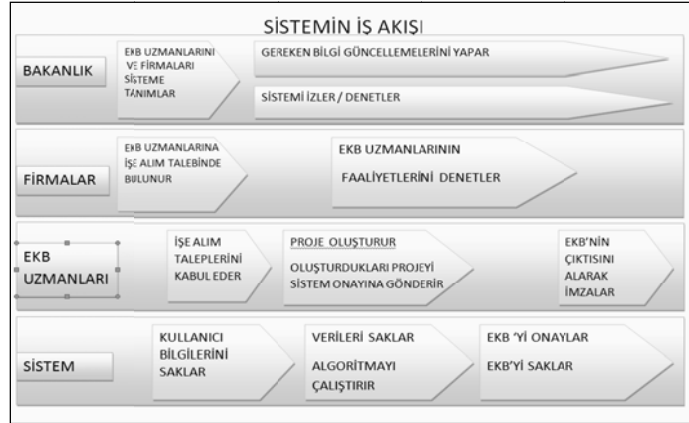 SİSTEMİN İŞ AKIŞI
BAKANLIK
EKB UZMANLARINI
VE FİRMALARI
SİSTEME
TANIMLAR
GEREKEN BİLGİ GÜNCELLEMELERİNİ YAPAR
SİSTEMİ İZLER / DENETLER
FİRMALAR
EKB UZMANLARINA
İŞE ALIM TALEBİNDE
BULUNUR
EKB UZMANLARININ
FAALİYETLERİNİ DENETLER
EKB
UZMANLARI
İŞE ALIM
TALEPLERİNİ
KABUL EDER
PROJE OLUŞTURUR
OLUŞTURDUKLARI PROJEYİ
SİSTEM ONAYINA GÖNDERİR
EKB'NİN
ÇIKTISINI
ALARAK
İMZALAR
SİSTEM
KULLANICI
BİLGİLERİNİ
SAKLAR
VERİLERİ SAKLAR
ALGORİTMAYI
ÇALIŞTIRIR
EKB 'Yİ ONAYLAR
EKB'Yİ SAKLAR